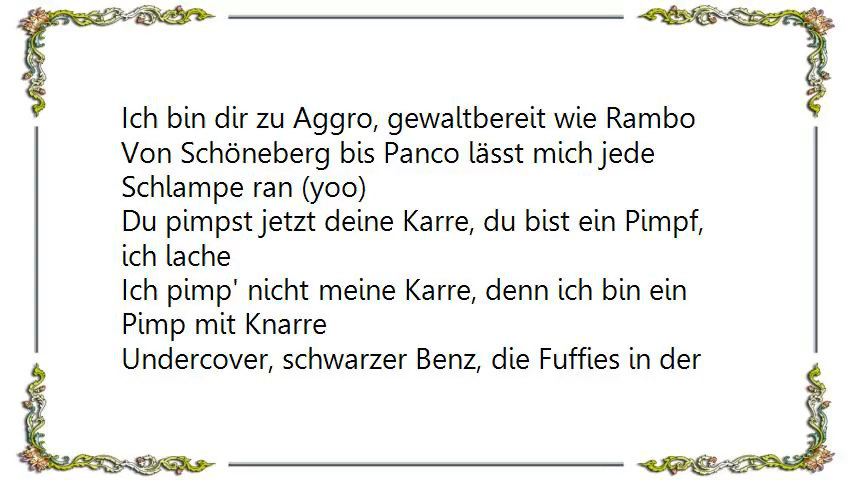 Ich bin dir zu Aggro, gewaltbereit wie Rambo
Von Schöneberg bis Panco lässt mich jede
Schlampe ran (yoo)
Du pimpst jetzt deine Karre, du bist ein Pimpf,
ich lache
Ich pimp' nicht meine Karre, denn ich bin ein
Pimp mit Knarre
Undercover, schwarzer Benz, die Fuffies in der